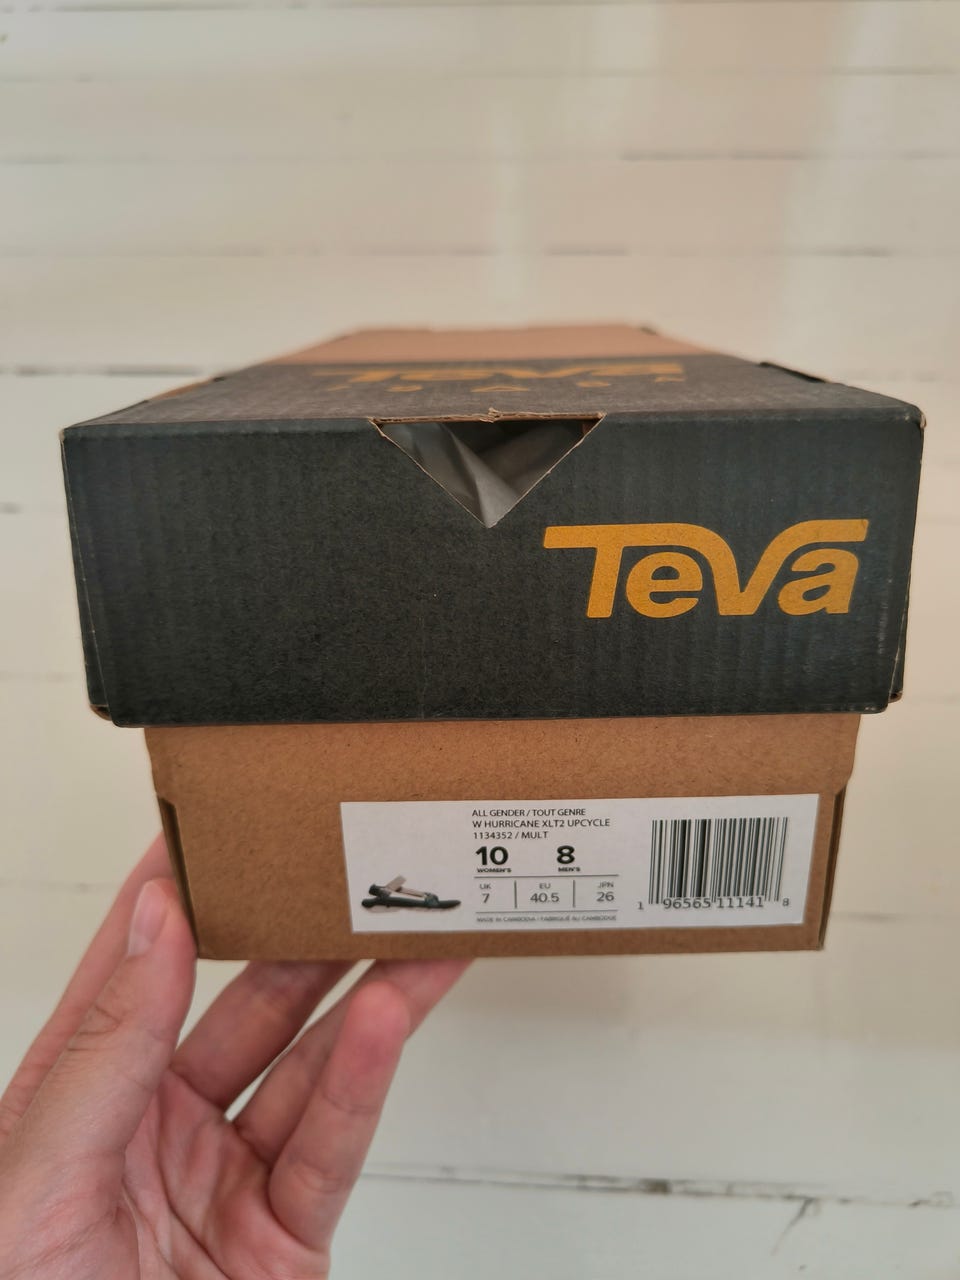 Teva
Teva
ALL GENDER / TOUT GENRE
W HURRICANE XLT2 UPCYCLE
1134352 / MULT
10 8
WOMEN'S MEN'S
UK EU JPN
7 40.5 26
MADE IN CAMBODIA / FABRIQUÉ AU CAMBODGE
1 96565 11141 8